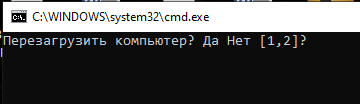 C:\WINDOWS\system32\cmd.exe
Перезагрузить компьютер? Да Нет [1,2]?